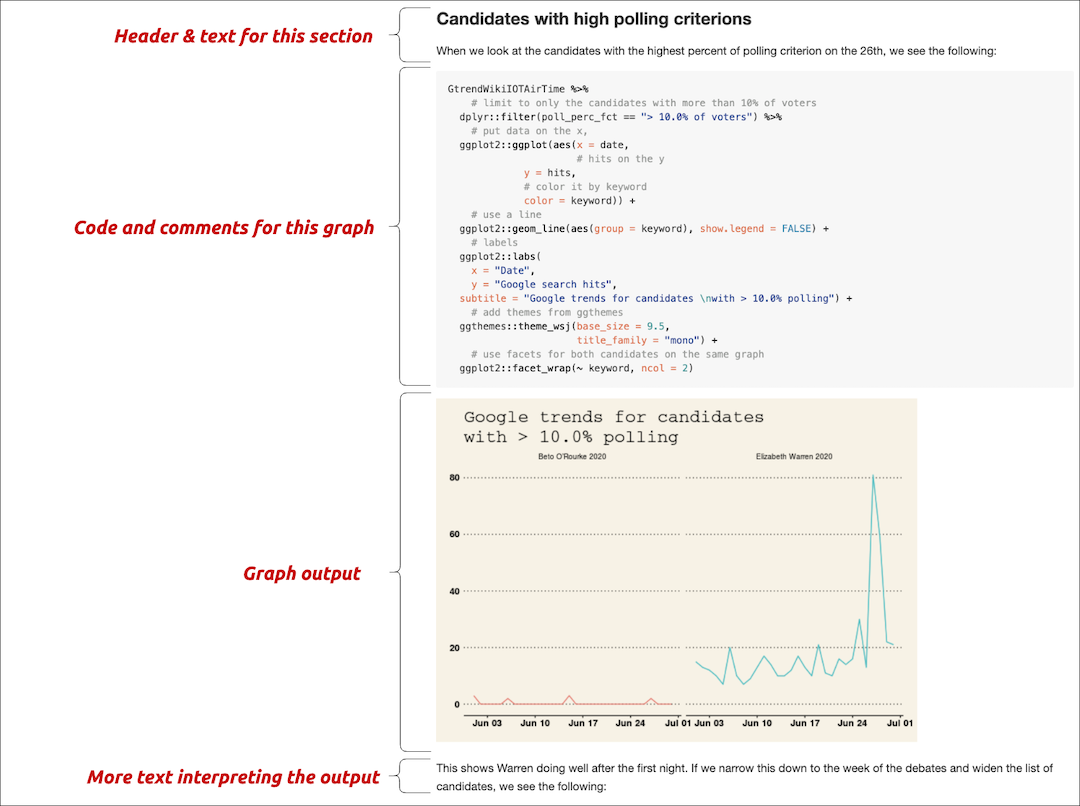 Header & text for this section
Candidates with high polling criterions
When we look at the candidates with the highest percent of polling criterion on the 26th, we see the following:
Code and comments for this graph
GtrendWikiIOTAirTime %>%
# limit to only the candidates with more than 10% of voters
dplyr::filter(poll_perc_fct == "> 10.0% of voters") %>%
# put data on the x,
ggplot2::ggplot(aes(x = date,
# hits on the y
y = hits,
# color it by keyword
color = keyword)) +
# use a line
ggplot2::geom_line(aes(group = keyword), show.legend = FALSE) +
# labels
ggplot2::labs(
x = "Date",
y = "Google search hits",
subtitle = "Google trends for candidates \nwith > 10.0% polling") +
# add themes from ggthemes
ggthemes::theme_wsj(base_size = 9.5,
title_family = "mono") +
# use facets for both candidates on the same graph
ggplot2::facet_wrap(~ keyword, ncol = 2)
Graph output
Google trends for candidates
with > 10.0% polling
Beto O'Rourke 2020 Elizabeth Warren 2020
80
60
40
20
0
Jun 03 Jun 10 Jun 17 Jun 24 Jul 01 Jun 03 Jun 10 Jun 17 Jun 24 Jul 01
More text interpreting the output
This shows Warren doing well after the first night. If we narrow this down to the week of the debates and widen the list of
candidates, we see the following: